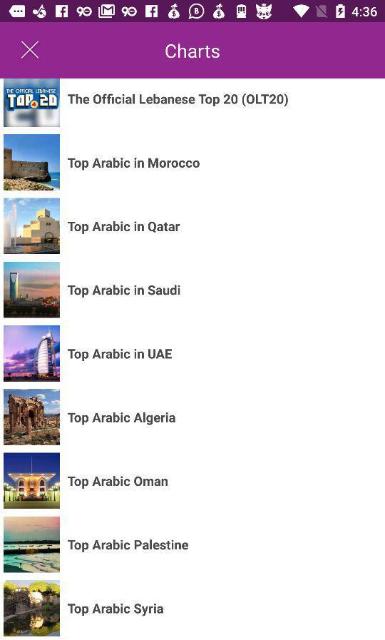 4:36
Charts
THE OFFICIAL LEBANESE
TOP 20
The Official Lebanese Top 20 (OLT20)
Top Arabic in Morocco
Top Arabic in Qatar
Top Arabic in Saudi
Top Arabic in UAE
Top Arabic Algeria
Top Arabic Oman
Top Arabic Palestine
Top Arabic Syria